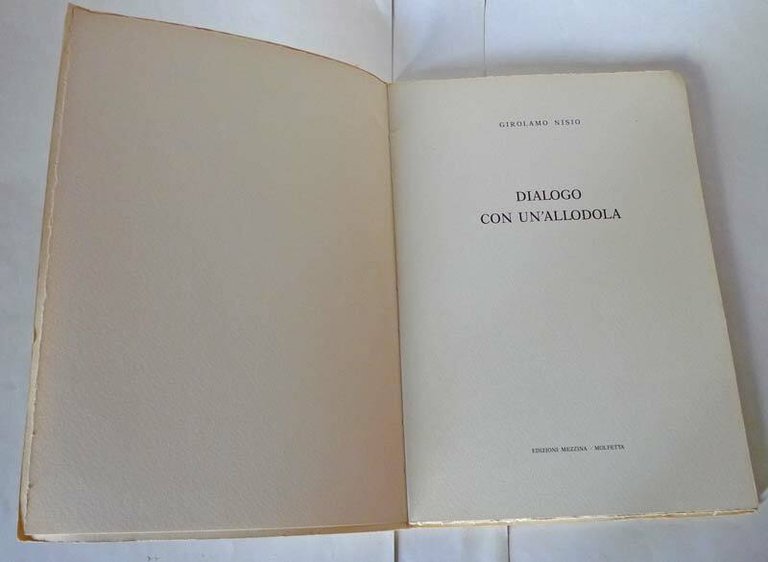 GIROLAMO NISIO
DIALOGO
CON UN'ALLODOLA
EDIZIONI MEZZINA - MOLFETTA